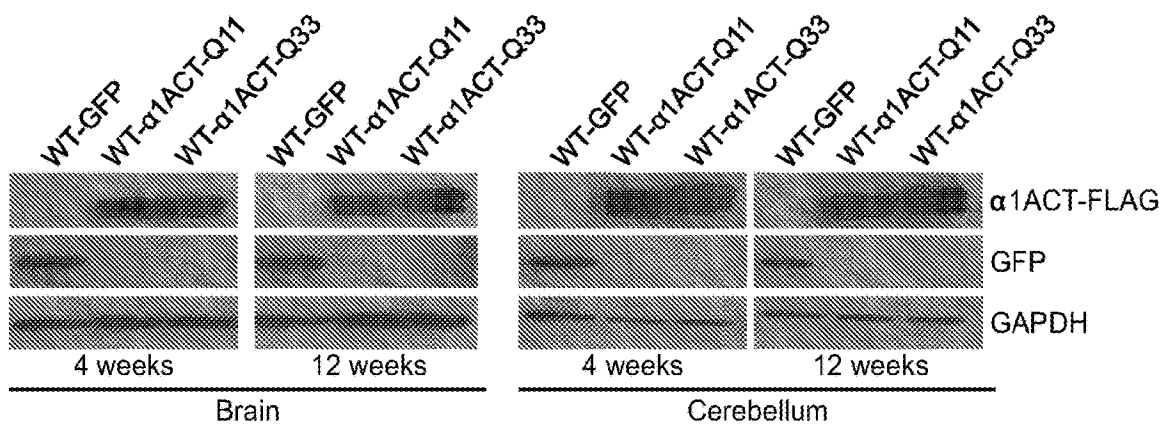 WT-GFP WT-α1ACT-Q11 WT-α1ACT-Q33 WT-GFP WT-α1ACT-Q11 WT-α1ACT-Q33 WT-GFP WT-α1ACT-Q11 WT-α1ACT-Q33 WT-GFP WT-α1ACT-Q11 WT-α1ACT-Q33
α1ACT-FLAG
GFP
GAPDH
4 weeks 12 weeks 4 weeks 12 weeks
Brain Cerebellum